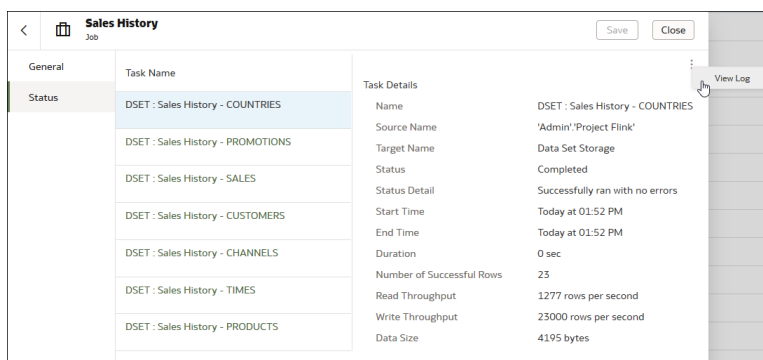 Sales History
Job
Save
Close
General
Status
Task Name
DSET : Sales History - COUNTRIES
DSET : Sales History - PROMOTIONS
DSET : Sales History - SALES
DSET : Sales History - CUSTOMERS
DSET : Sales History - CHANNELS
DSET : Sales History - TIMES
DSET : Sales History - PRODUCTS
View Log
Task Details
Name DSET : Sales History - COUNTRIES
Source Name 'Admin'.'Project Flink'
Target Name Data Set Storage
Status Completed
Status Detail Successfully ran with no errors
Start Time Today at 01:52 PM
End Time Today at 01:52 PM
Duration 0 sec
Number of Successful Rows 23
Read Throughput 1277 rows per second
Write Throughput 23000 rows per second
Data Size 4195 bytes